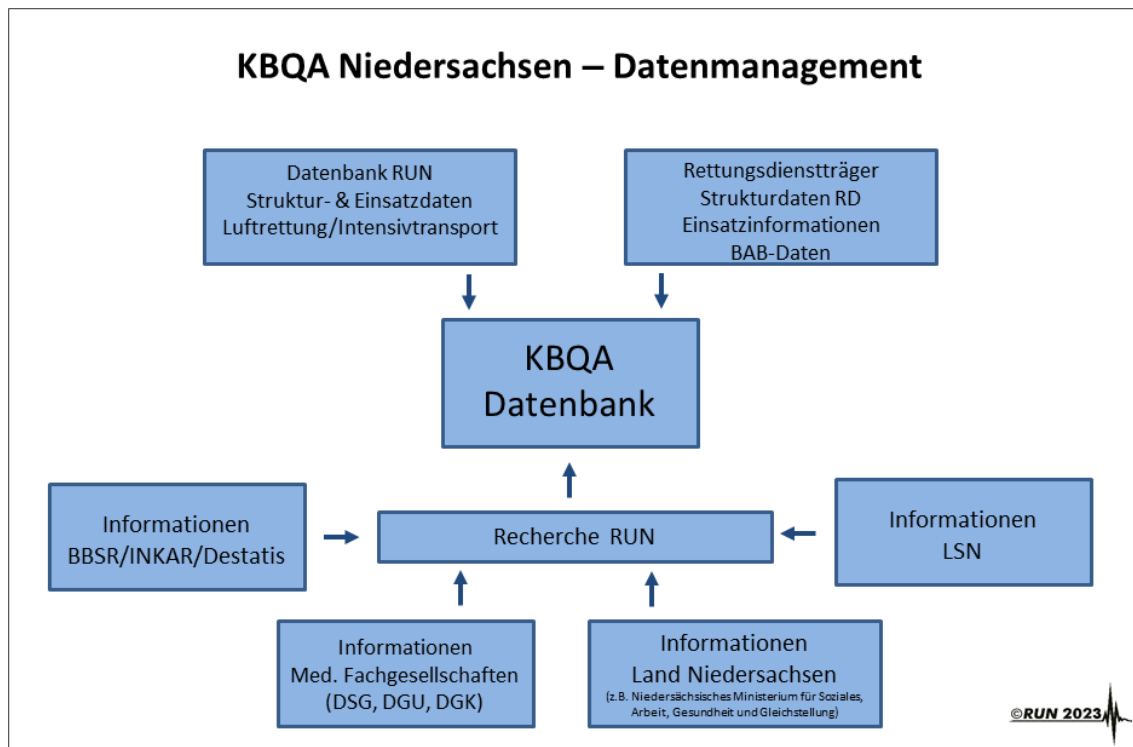 KBQA Niedersachsen – Datenmanagement
Datenbank RUN
Struktur- & Einsatzdaten
Luftrettung/Intensivtransport
Rettungsdienstträger
Strukturdaten RD
Einsatzinformationen
BAB-Daten
KBQA
Datenbank
Informationen
BBSR/INKAR/Destatis
Recherche RUN
Informationen
LSN
Informationen
Med. Fachgesellschaften
(DSG, DGU, DGK)
Informationen
Land Niedersachsen
(z.B. Niedersächsisches Ministerium für Soziales,
Arbeit, Gesundheit und Gleichstellung)
©RUN 2023